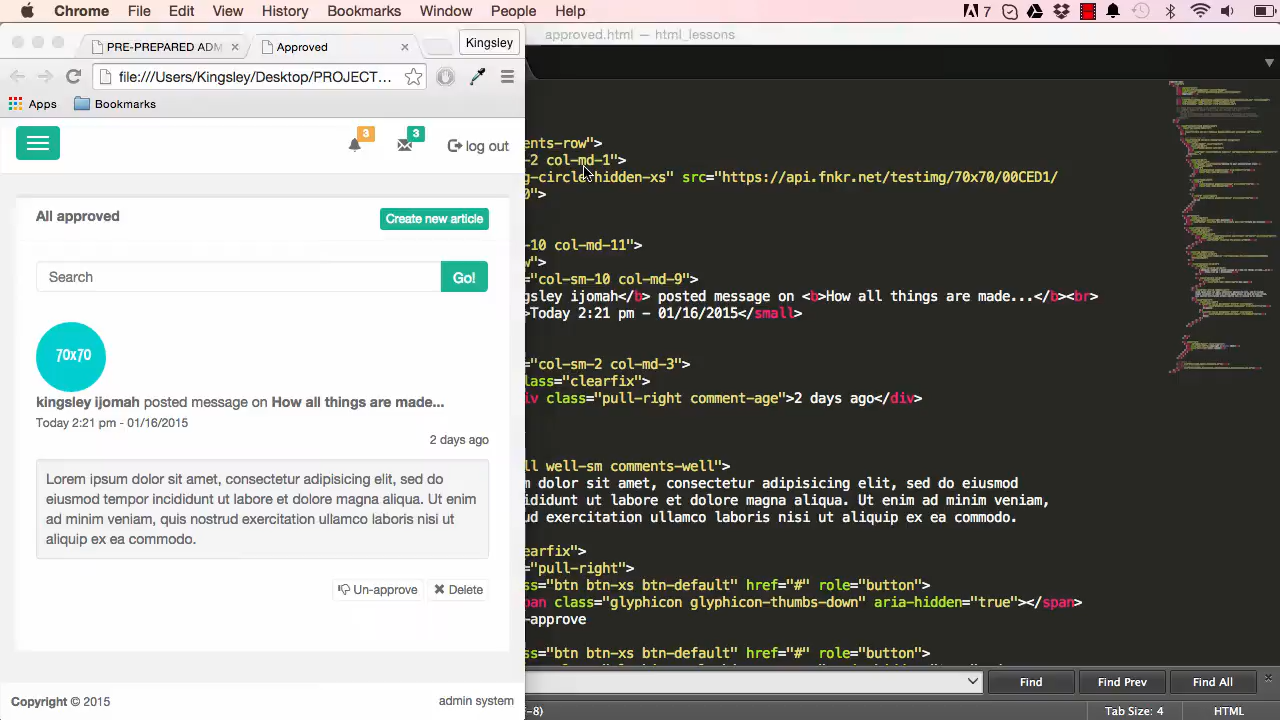 Chrome File Edit View History Bookmarks Window People Help 7
PRE-PREPARED ADM Approved Kingsley
approved.html — html_lessons
file:///Users/Kingsley/Desktop/PROJECT...
Apps Bookmarks
3 3 log out
All approved Create new article
Search Go!
70x70
kingsley ijomah posted message on How all things are made...
Today 2:21 pm - 01/16/2015
2 days ago
Lorem ipsum dolor sit amet, consectetur adipisicing elit, sed do
eiusmod tempor incididunt ut labore et dolore magna aliqua. Ut enim
ad minim veniam, quis nostrud exercitation ullamco laboris nisi ut
aliquip ex ea commodo.
Un-approve Delete
Copyright © 2015 admin system
ents-row">
-2 col-md-1">
g-circle hidden-xs" src="https://api.fnkr.net/testimg/70x70/00CED1/
0">
-10 col-md-11">
w">
="col-sm-10 col-md-9">
gsley ijomah</b> posted message on <b>How all things are made...</b><br>
>Today 2:21 pm - 01/16/2015</small>
="col-sm-2 col-md-3">
lass="clearfix">
iv class="pull-right comment-age">2 days ago</div>
ll well-sm comments-well">
m dolor sit amet, consectetur adipisicing elit, sed do eiusmod
ididunt ut labore et dolore magna aliqua. Ut enim ad minim veniam,
ud exercitation ullamco laboris nisi ut aliquip ex ea commodo.
earfix">
="pull-right">
ss="btn btn-xs btn-default" href="#" role="button">
pan class="glyphicon glyphicon-thumbs-down" aria-hidden="true"></span>
-approve
ss="btn btn-xs btn-default" href="#" role="button">
Find Find Prev Find All
-8) Tab Size: 4 HTML